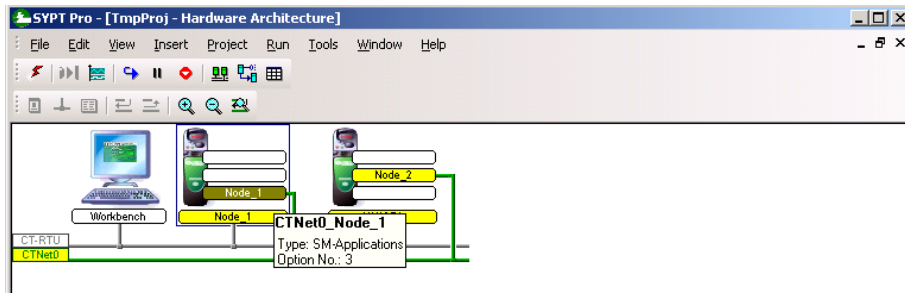 SYPT Pro - [TmpProj - Hardware Architecture]
File Edit View Insert Project Run Tools Window Help
Node_2
Node_1
Workbench
Node_1
CTNet0_Node_1
Type: SM-Applications
Option No.: 3
CT-RTU
CTNet0